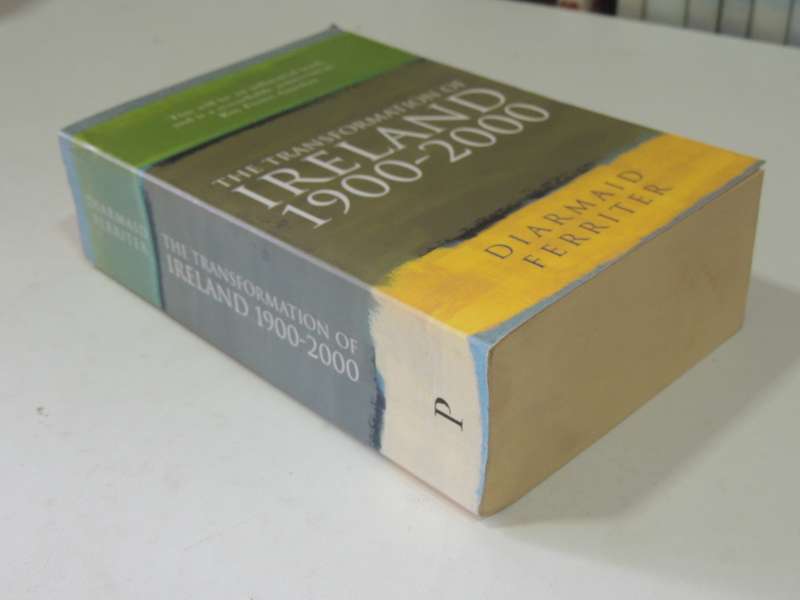 THE TRANSFORMATION OF
IRELAND
1900-2000
DIARMAID
FERRITER
DIARMAID
FERRITER
THE TRANSFORMATION OF
IRELAND 1900-2000
P